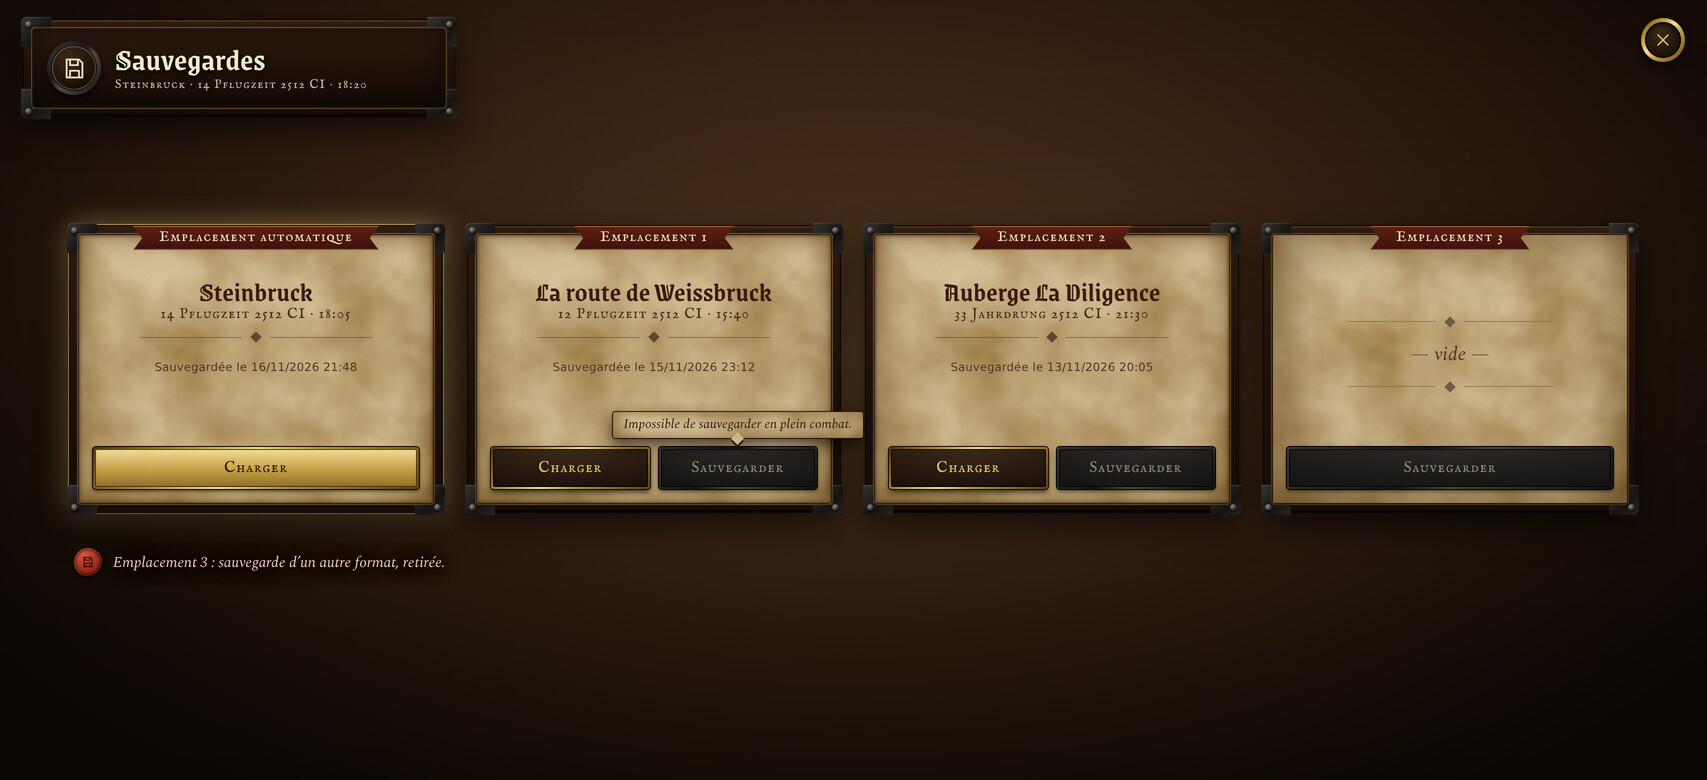 Sauvegardes
Steinbruck · 14 Pflugzeit 2512 CI · 18:20
Emplacement automatique
Steinbruck
14 Pflugzeit 2512 CI · 18:05
Sauvegardée le 16/11/2026 21:48
Charger
Emplacement 1
La route de Weissbruck
12 Pflugzeit 2512 CI · 15:40
Sauvegardée le 15/11/2026 23:12
Impossible de sauvegarder en plein combat.
Charger
Sauvegarder
Emplacement 2
Auberge La Diligence
33 Jahrdrung 2512 CI · 21:30
Sauvegardée le 13/11/2026 20:05
Charger
Sauvegarder
Emplacement 3
— vide —
Sauvegarder
Emplacement 3 : sauvegarde d'un autre format, retirée.